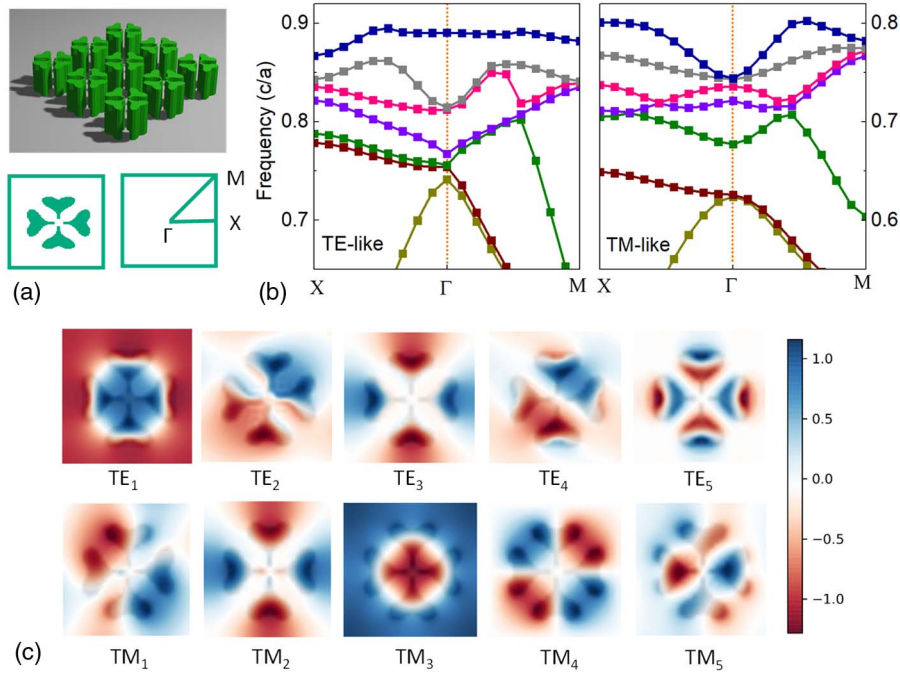 0.9
0.8
0.7
Frequency (c/a)
TE-like
X
Γ
M
0.8
0.7
0.6
TM-like
X
Γ
M
M
X
Γ
(a)
(b)
TE₁
TE₂
TE₃
TE₄
TE₅
TM₁
TM₂
TM₃
TM₄
TM₅
1.0
0.5
0.0
−0.5
−1.0
(c)